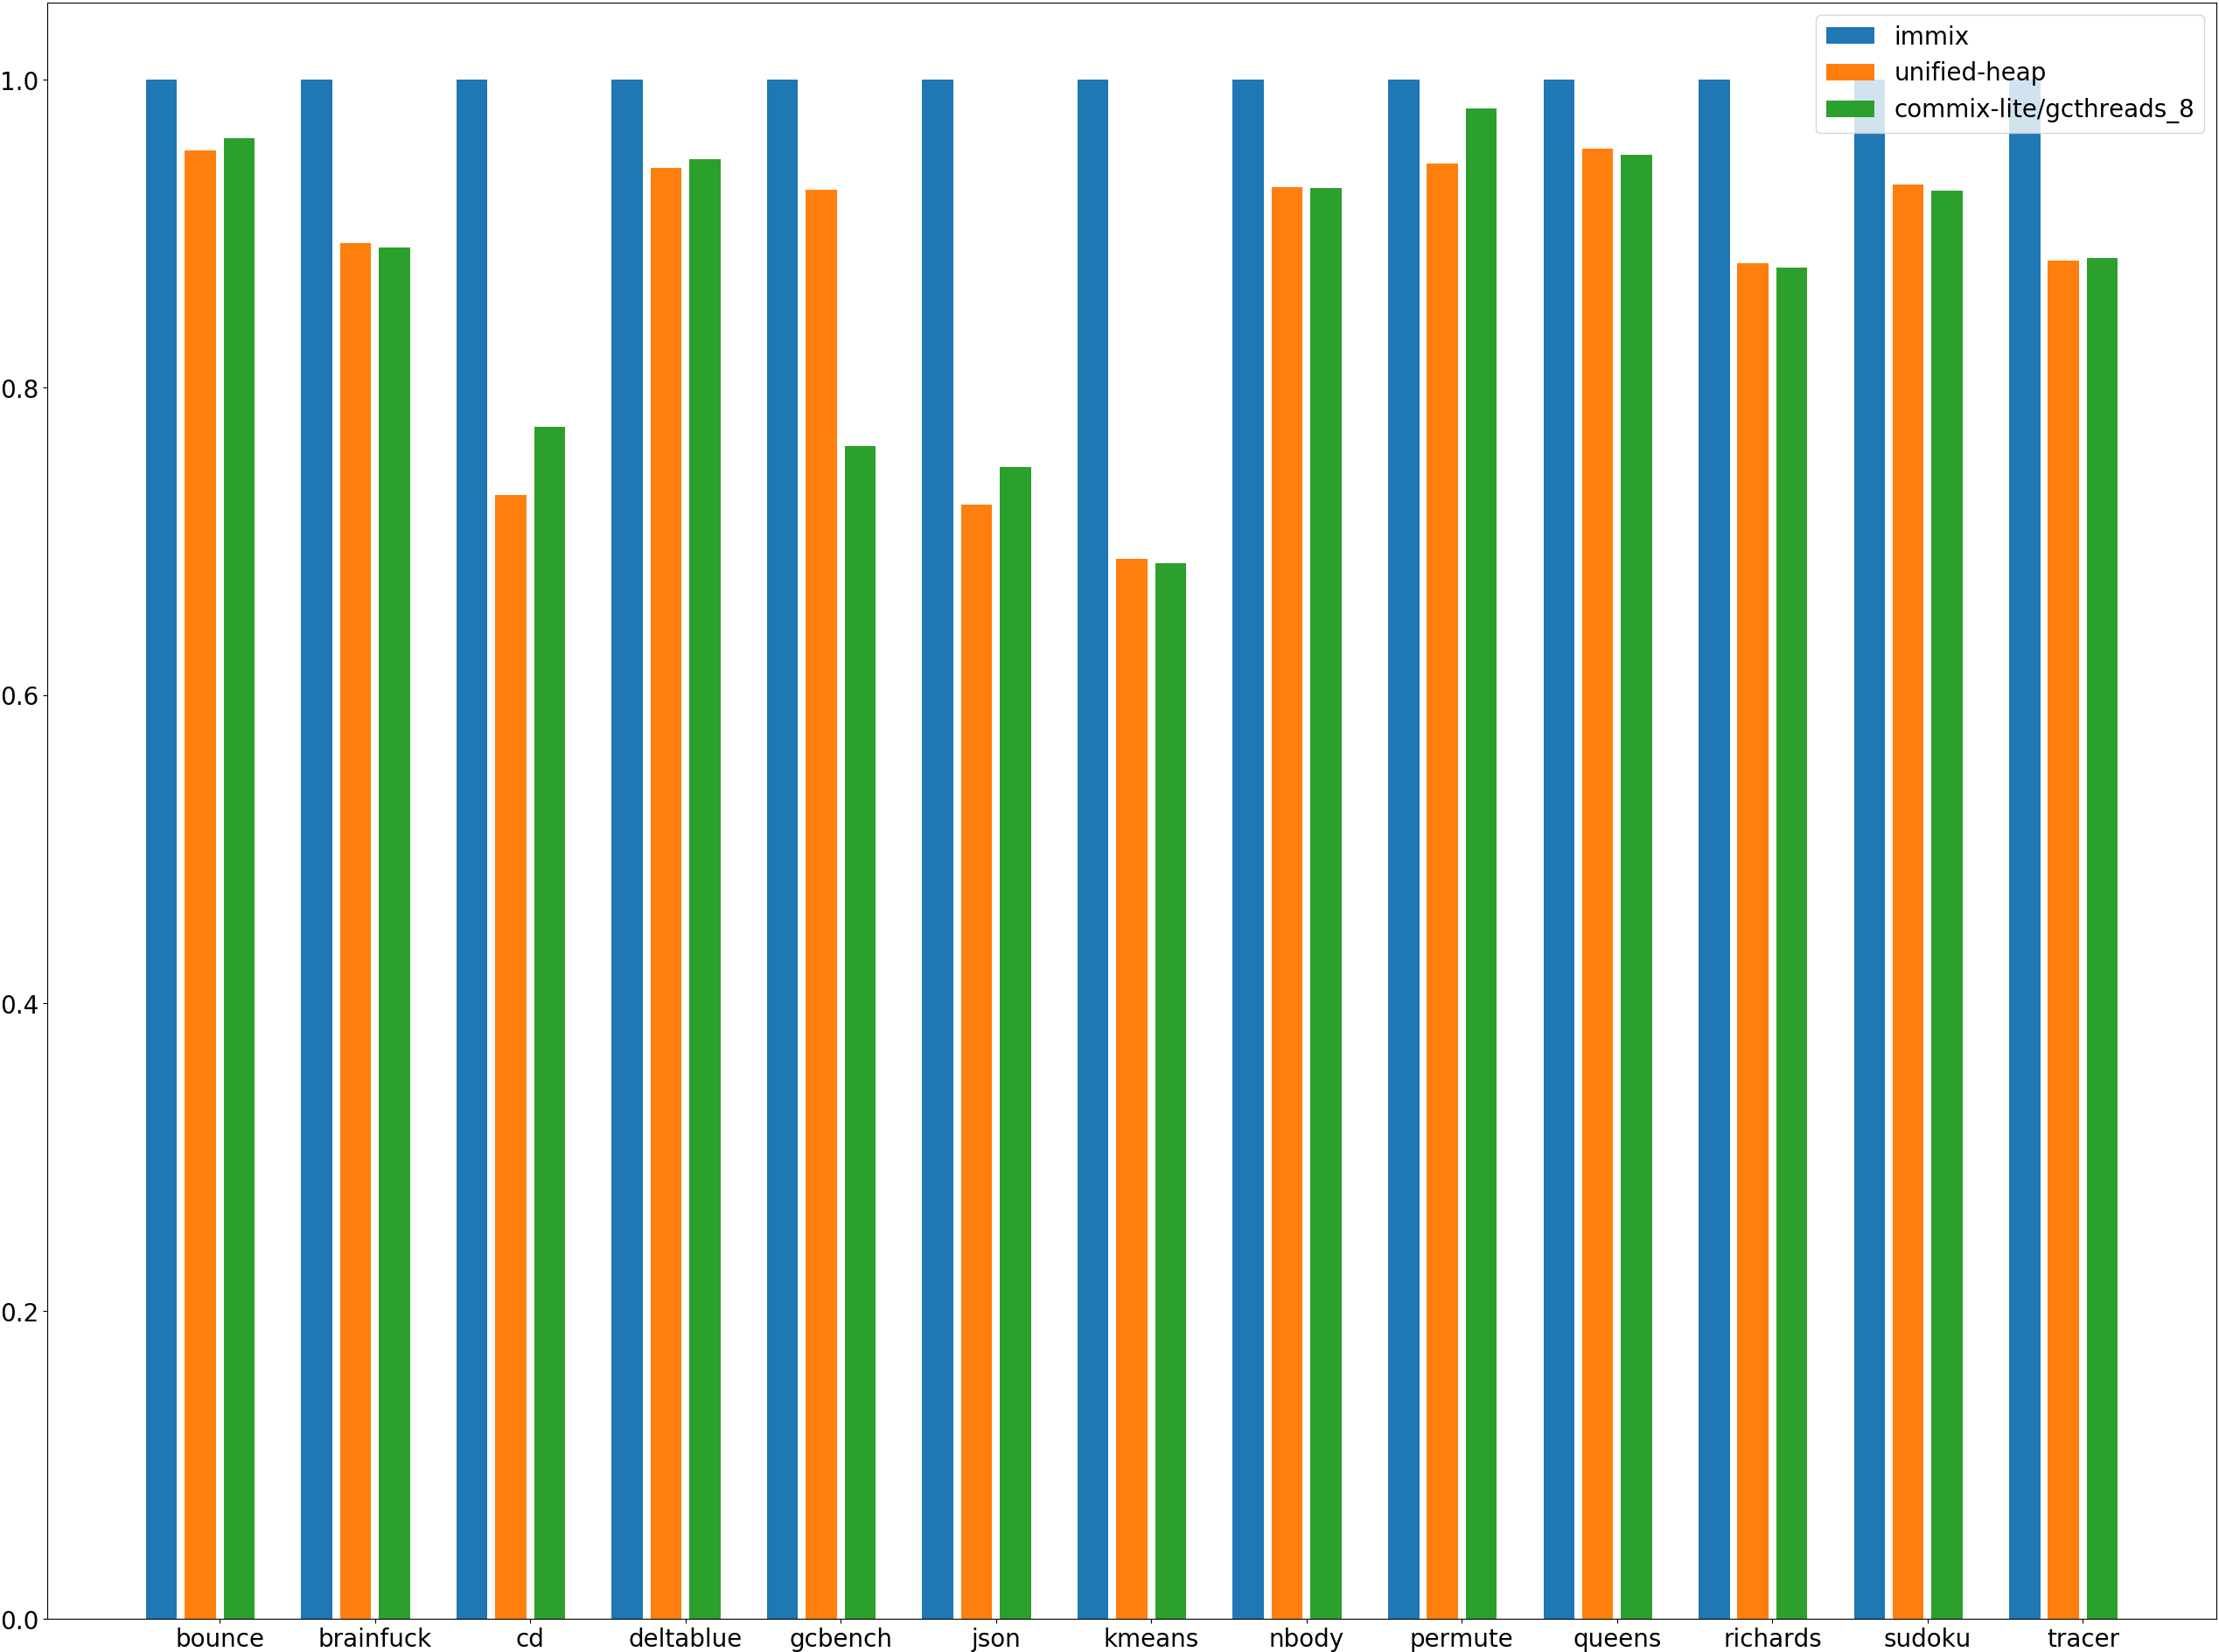 immix
unified-heap
commix-lite/gcthreads_8
1.0
0.8
0.6
0.4
0.2
0.0
bounce brainfuck cd deltablue gcbench json kmeans nbody permute queens richards sudoku tracer